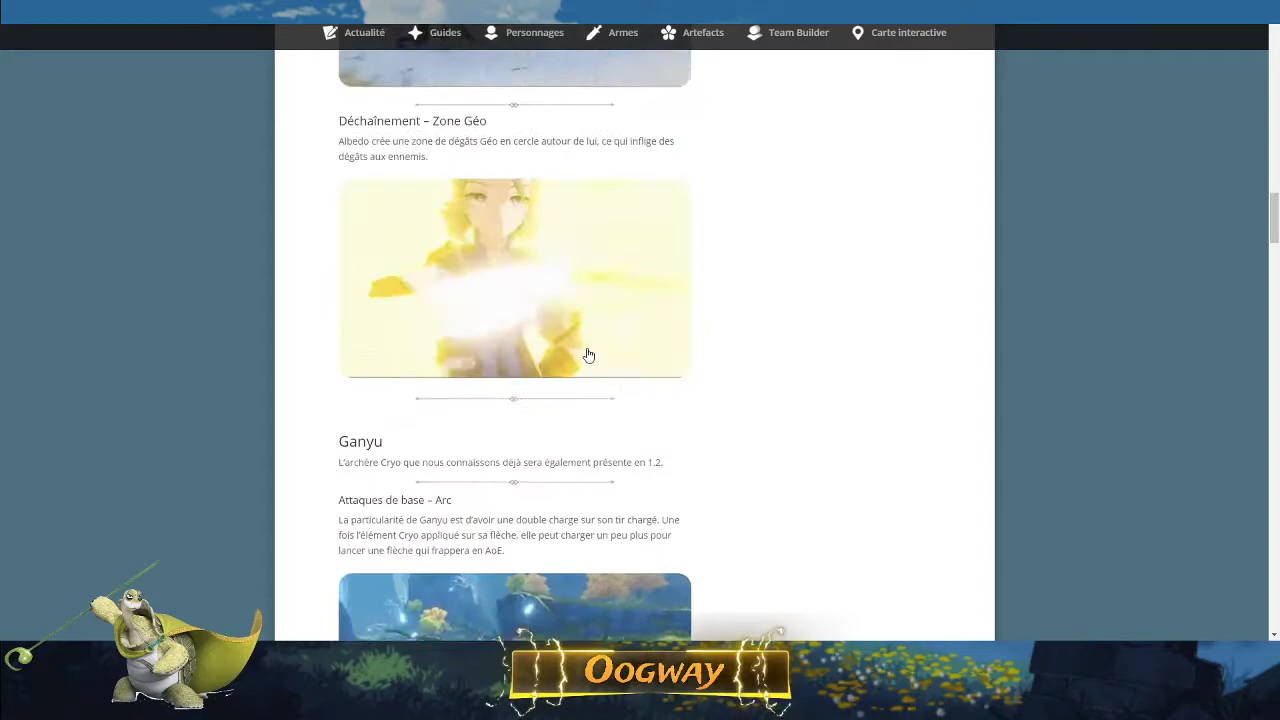 Actualité Guides Personnages Armes Artefacts Team Builder Carte interactive
Déchaînement – Zone Géo
Albedo crée une zone de dégâts Géo en cercle autour de lui, ce qui inflige des
dégâts aux ennemis.
Ganyu
L'archère Cryo que nous connaissons déjà sera également présente en 1.2.
Attaques de base – Arc
La particularité de Ganyu est d'avoir une double charge sur son tir chargé. Une
fois l'élément Cryo appliqué sur sa flèche, elle peut charger un peu plus pour
lancer une flèche qui frappera en AoE.
OOGWAY